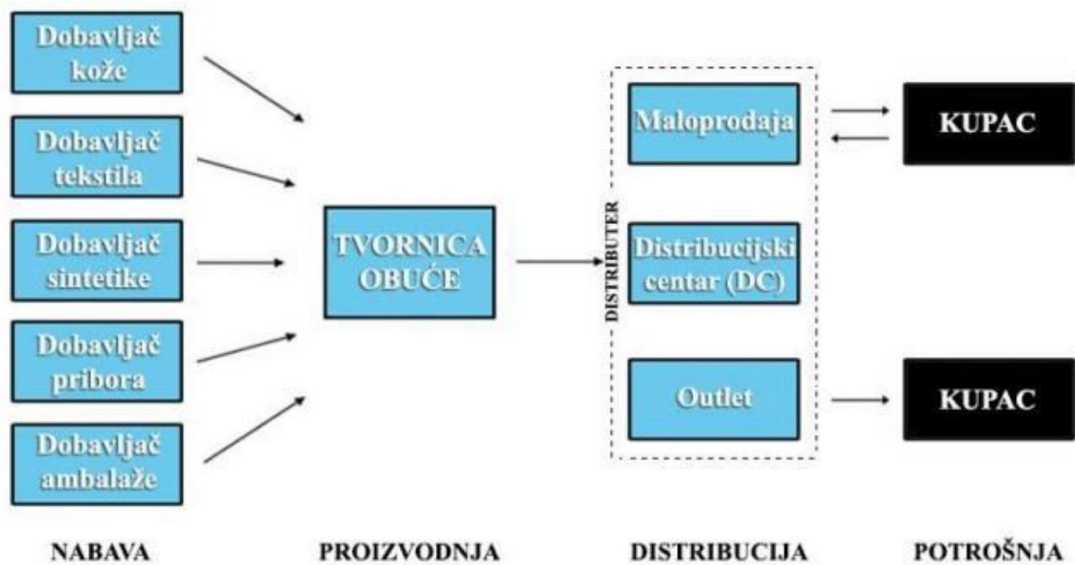 Dobavljač
kože
Dobavljač
tekstila
Dobavljač
sintetike
Dobavljač
pribora
Dobavljač
ambalaže
TVORNICA
OBUĆE
DISTRIBUTER
Maloprodaja
Distribucijski
centar (DC)
Outlet
KUPAC
KUPAC
NABAVA
PROIZVODNJA
DISTRIBUCIJA
POTROŠNJA